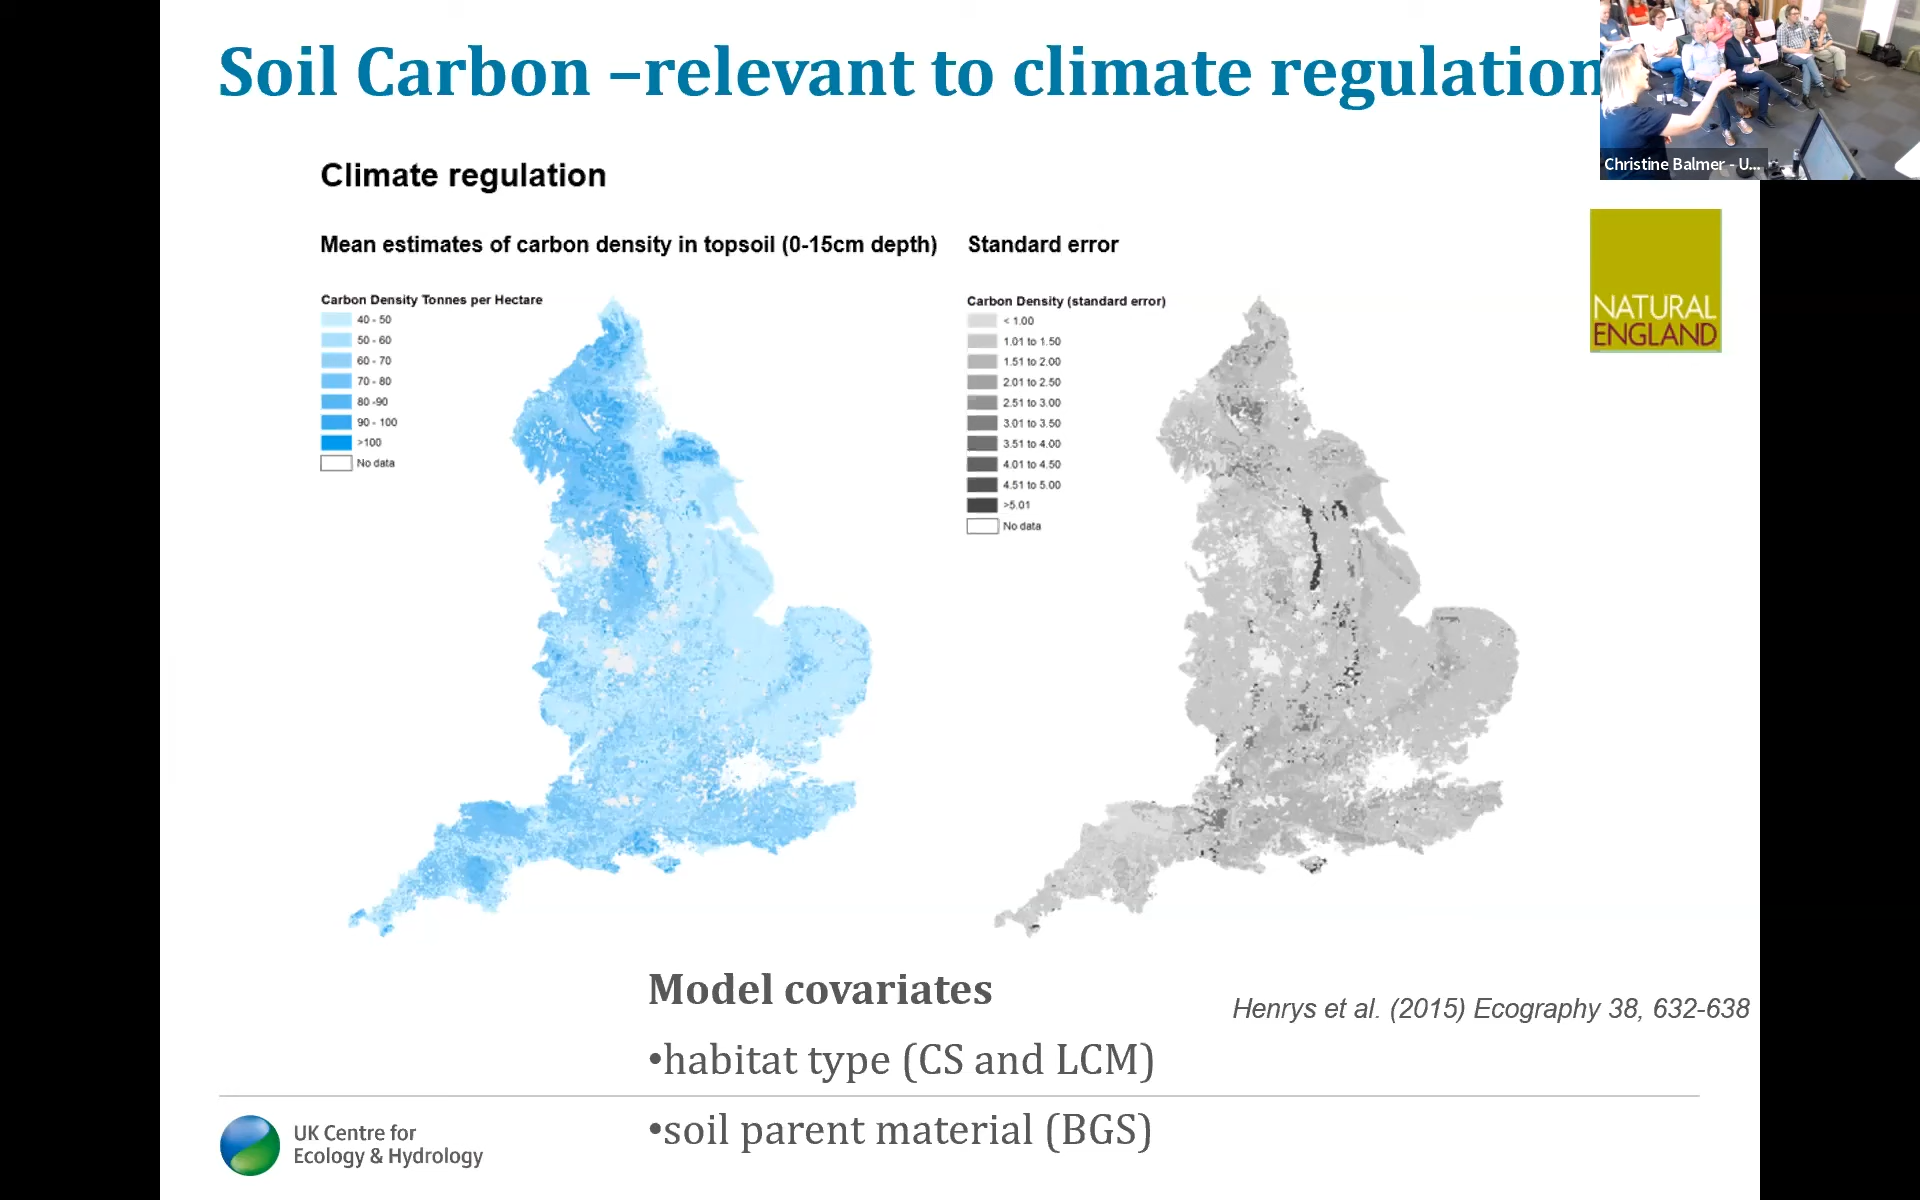 Soil Carbon –relevant to climate regulation
Christine Balmer - U...
Climate regulation
Mean estimates of carbon density in topsoil (0-15cm depth)
Carbon Density Tonnes per Hectare
40 - 50
50 - 60
60 - 70
70 - 80
80 -90
90 - 100
>100
No data
Standard error
Carbon Density (standard error)
< 1.00
1.01 to 1.50
1.51 to 2.00
2.01 to 2.50
2.51 to 3.00
3.01 to 3.50
3.51 to 4.00
4.01 to 4.50
4.51 to 5.00
>5.01
No data
NATURAL
ENGLAND
Model covariates
•habitat type (CS and LCM)
•soil parent material (BGS)
Henrys et al. (2015) Ecography 38, 632-638
UK Centre for
Ecology & Hydrology